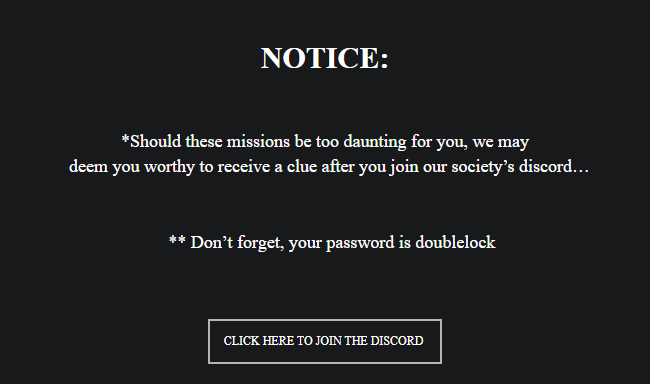 NOTICE:
*Should these missions be too daunting for you, we may
deem you worthy to receive a clue after you join our society’s discord…
** Don’t forget, your password is doublelock
CLICK HERE TO JOIN THE DISCORD